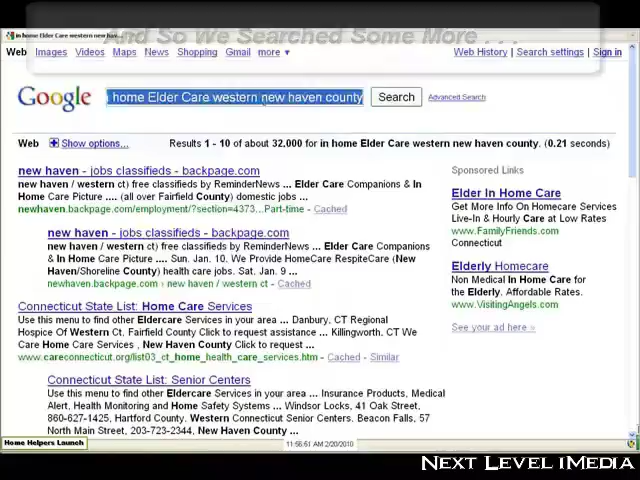 in home Elder Care western new hav...
And So We Searched Some More . . .
Web Images Videos Maps News Shopping Gmail more ▼ Web History | Search settings | Sign in
Google home Elder Care western new haven county Search Advanced Search
Web Show options... Results 1 - 10 of about 32,000 for in home Elder Care western new haven county. (0.21 seconds)
new haven - jobs classifieds - backpage.com
new haven / western ct) free classifieds by ReminderNews ... Elder Care Companions & In
Home Care Picture .... (all over Fairfield County) domestic jobs ...
newhaven.backpage.com/employment/?section=4373...Part-time - Cached
new haven - jobs classifieds - backpage.com
new haven / western ct) free classifieds by ReminderNews ... Elder Care Companions
& In Home Care Picture ... Sun. Jan. 10. We Provide HomeCare RespiteCare (New
Haven/Shoreline County) health care jobs. Sat. Jan. 9 ...
newhaven.backpage.com › new haven / western ct - Cached
Connecticut State List: Home Care Services
Use this menu to find other Eldercare Services in your area ... Danbury, CT Regional
Hospice Of Western Ct, Fairfield County Click to request assistance ... Killingworth, CT We
Care Home Care Services , New Haven County Click to request ...
www.careconnecticut.org/list03_ct_home_health_care_services.htm - Cached - Similar
Connecticut State List: Senior Centers
Use this menu to find other Eldercare Services in your area ... Insurance Products, Medical
Alert, Health Monitoring and Home Safety Systems ... Windsor Locks, 41 Oak Street,
860-627-1425, Hartford County. Western Connecticut Senior Centers. Beacon Falls, 57
North Main Street, 203-723-2344, New Haven County ...
Sponsored Links
Elder In Home Care
Get More Info On Homecare Services
Live-In & Hourly Care at Low Rates
www.FamilyFriends.com
Connecticut
Elderly Homecare
Non Medical In Home Care for
the Elderly. Affordable Rates.
www.VisitingAngels.com
See your ad here »
Home Helpers Launch
11:56:51 AM 2/20/2010
Next Level iMedia